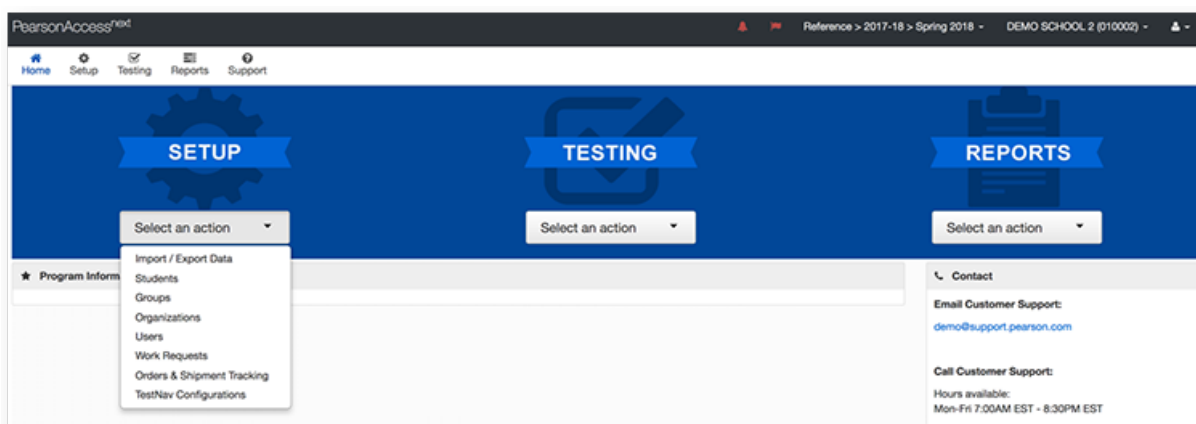 PearsonAccessnext
Reference > 2017-18 > Spring 2018
DEMO SCHOOL 2 (010002)
Home
Setup
Testing
Reports
Support
SETUP
TESTING
REPORTS
Select an action
Select an action
Select an action
Import / Export Data
Students
Groups
Organizations
Users
Work Requests
Orders & Shipment Tracking
TestNav Configurations
Program Inform
Contact
Email Customer Support:
demo@support.pearson.com
Call Customer Support:
Hours available:
Mon-Fri 7:00AM EST - 8:30PM EST